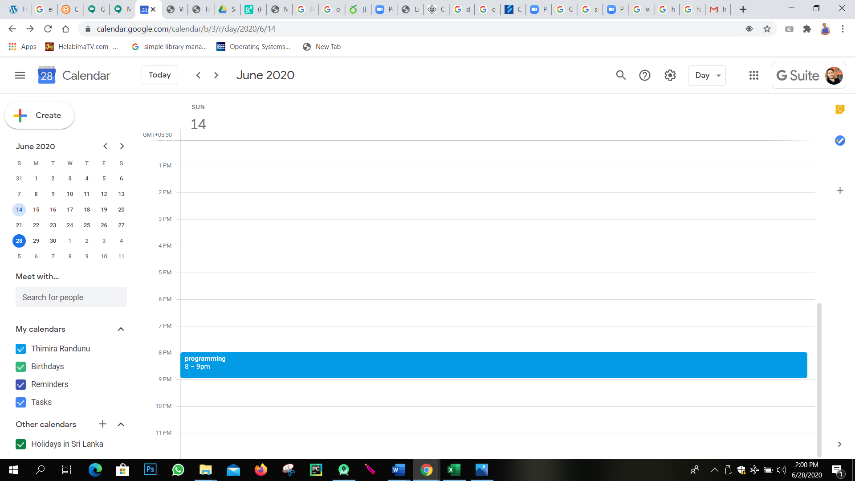 calendar.google.com/calendar/b/3/r/day/2020/6/14
Apps
HelabimaTV.com
simple library mana...
Operating Systems...
New Tab
28
Calendar
Today
June 2020
Day
G Suite
Create
SUN
14
GMT+05:30
June 2020
S M T W T F S
31 1 2 3 4 5 6
7 8 9 10 11 12 13
14 15 16 17 18 19 20
21 22 23 24 25 26 27
28 29 30 1 2 3 4
5 6 7 8 9 10 11
Meet with...
Search for people
My calendars
Thimira Randunu
Birthdays
Reminders
Tasks
Other calendars
Holidays in Sri Lanka
1 PM
2 PM
3 PM
4 PM
5 PM
6 PM
7 PM
8 PM
programming
8 – 9pm
9 PM
10 PM
11 PM
2:00 PM
6/28/2020